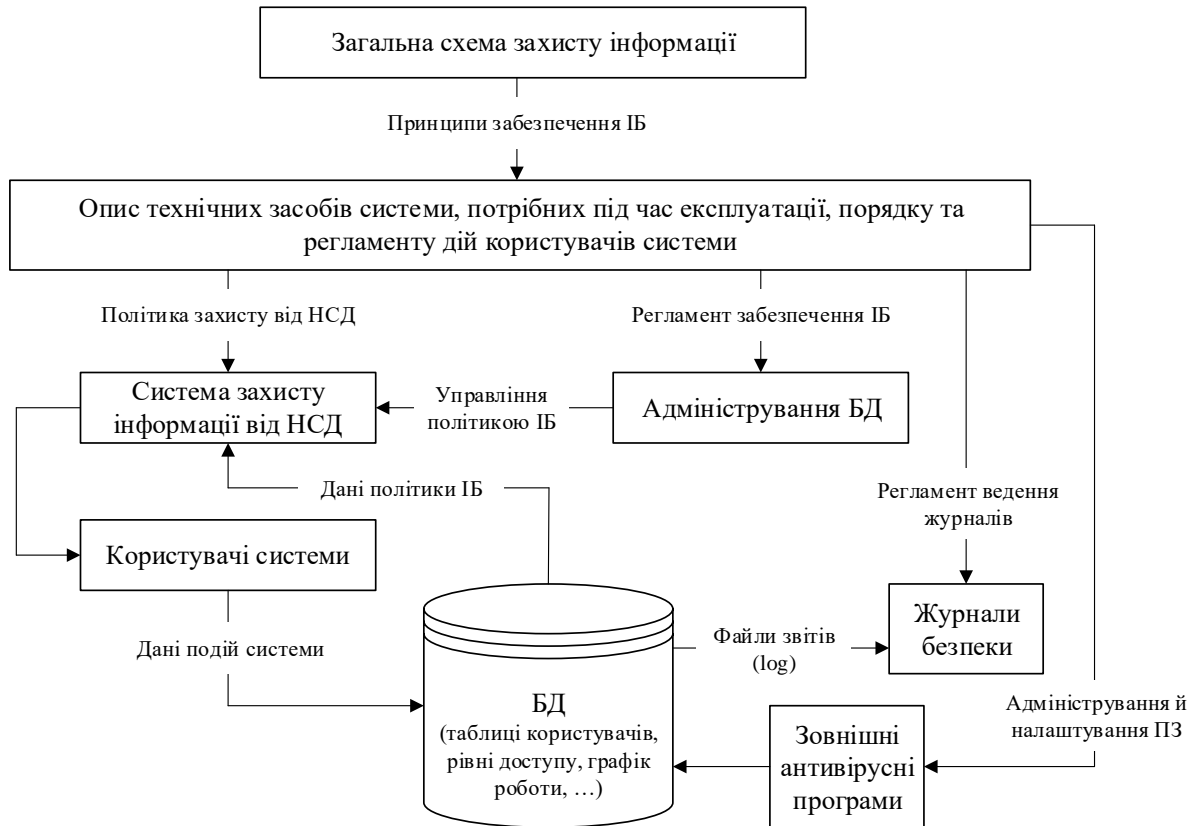 Загальна схема захисту інформації
Принципи забезпечення ІБ
Опис технічних засобів системи, потрібних під час експлуатації, порядку та
регламенту дій користувачів системи
Політика захисту від НСД
Регламент забезпечення ІБ
Система захисту
інформації від НСД
Управління
політикою ІБ
Адміністрування БД
Дані політики ІБ
Регламент ведення
журналів
Користувачі системи
Журнали
безпеки
Дані подій системи
Файли звітів
(log)
БД
(таблиці користувачів,
рівні доступу, графік
роботи, …)
Зовнішні
антивірусні
програми
Адміністрування й
налаштування ПЗ